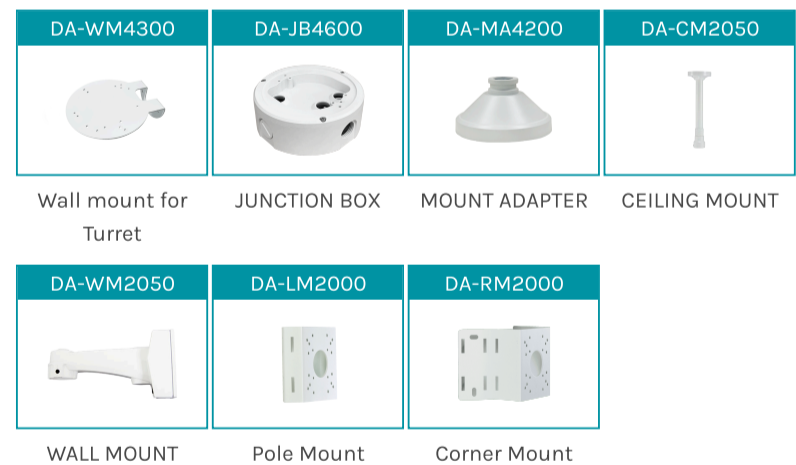 DA-WM4300
DA-JB4600
DA-MA4200
DA-CM2050
Wall mount for
Turret
JUNCTION BOX
MOUNT ADAPTER
CEILING MOUNT
DA-WM2050
DA-LM2000
DA-RM2000
WALL MOUNT
Pole Mount
Corner Mount